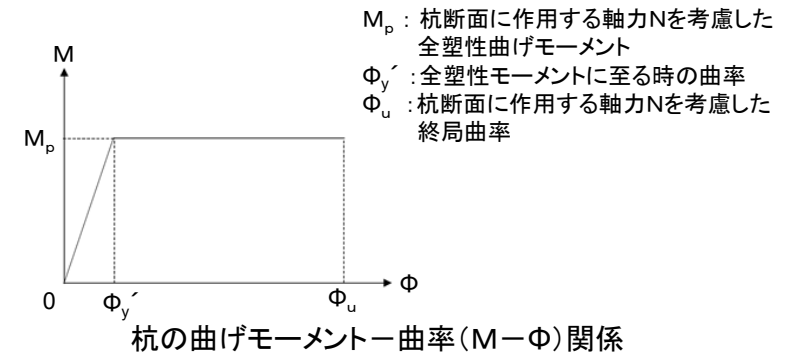 Mp : 杭断面に作用する軸力Nを考慮した
全塑性曲げモーメント
Φy´ :全塑性モーメントに至る時の曲率
Φu :杭断面に作用する軸力Nを考慮した
終局曲率
M
Mp
0
Φy´
Φu
Φ
杭の曲げモーメント－曲率(M－Φ)関係